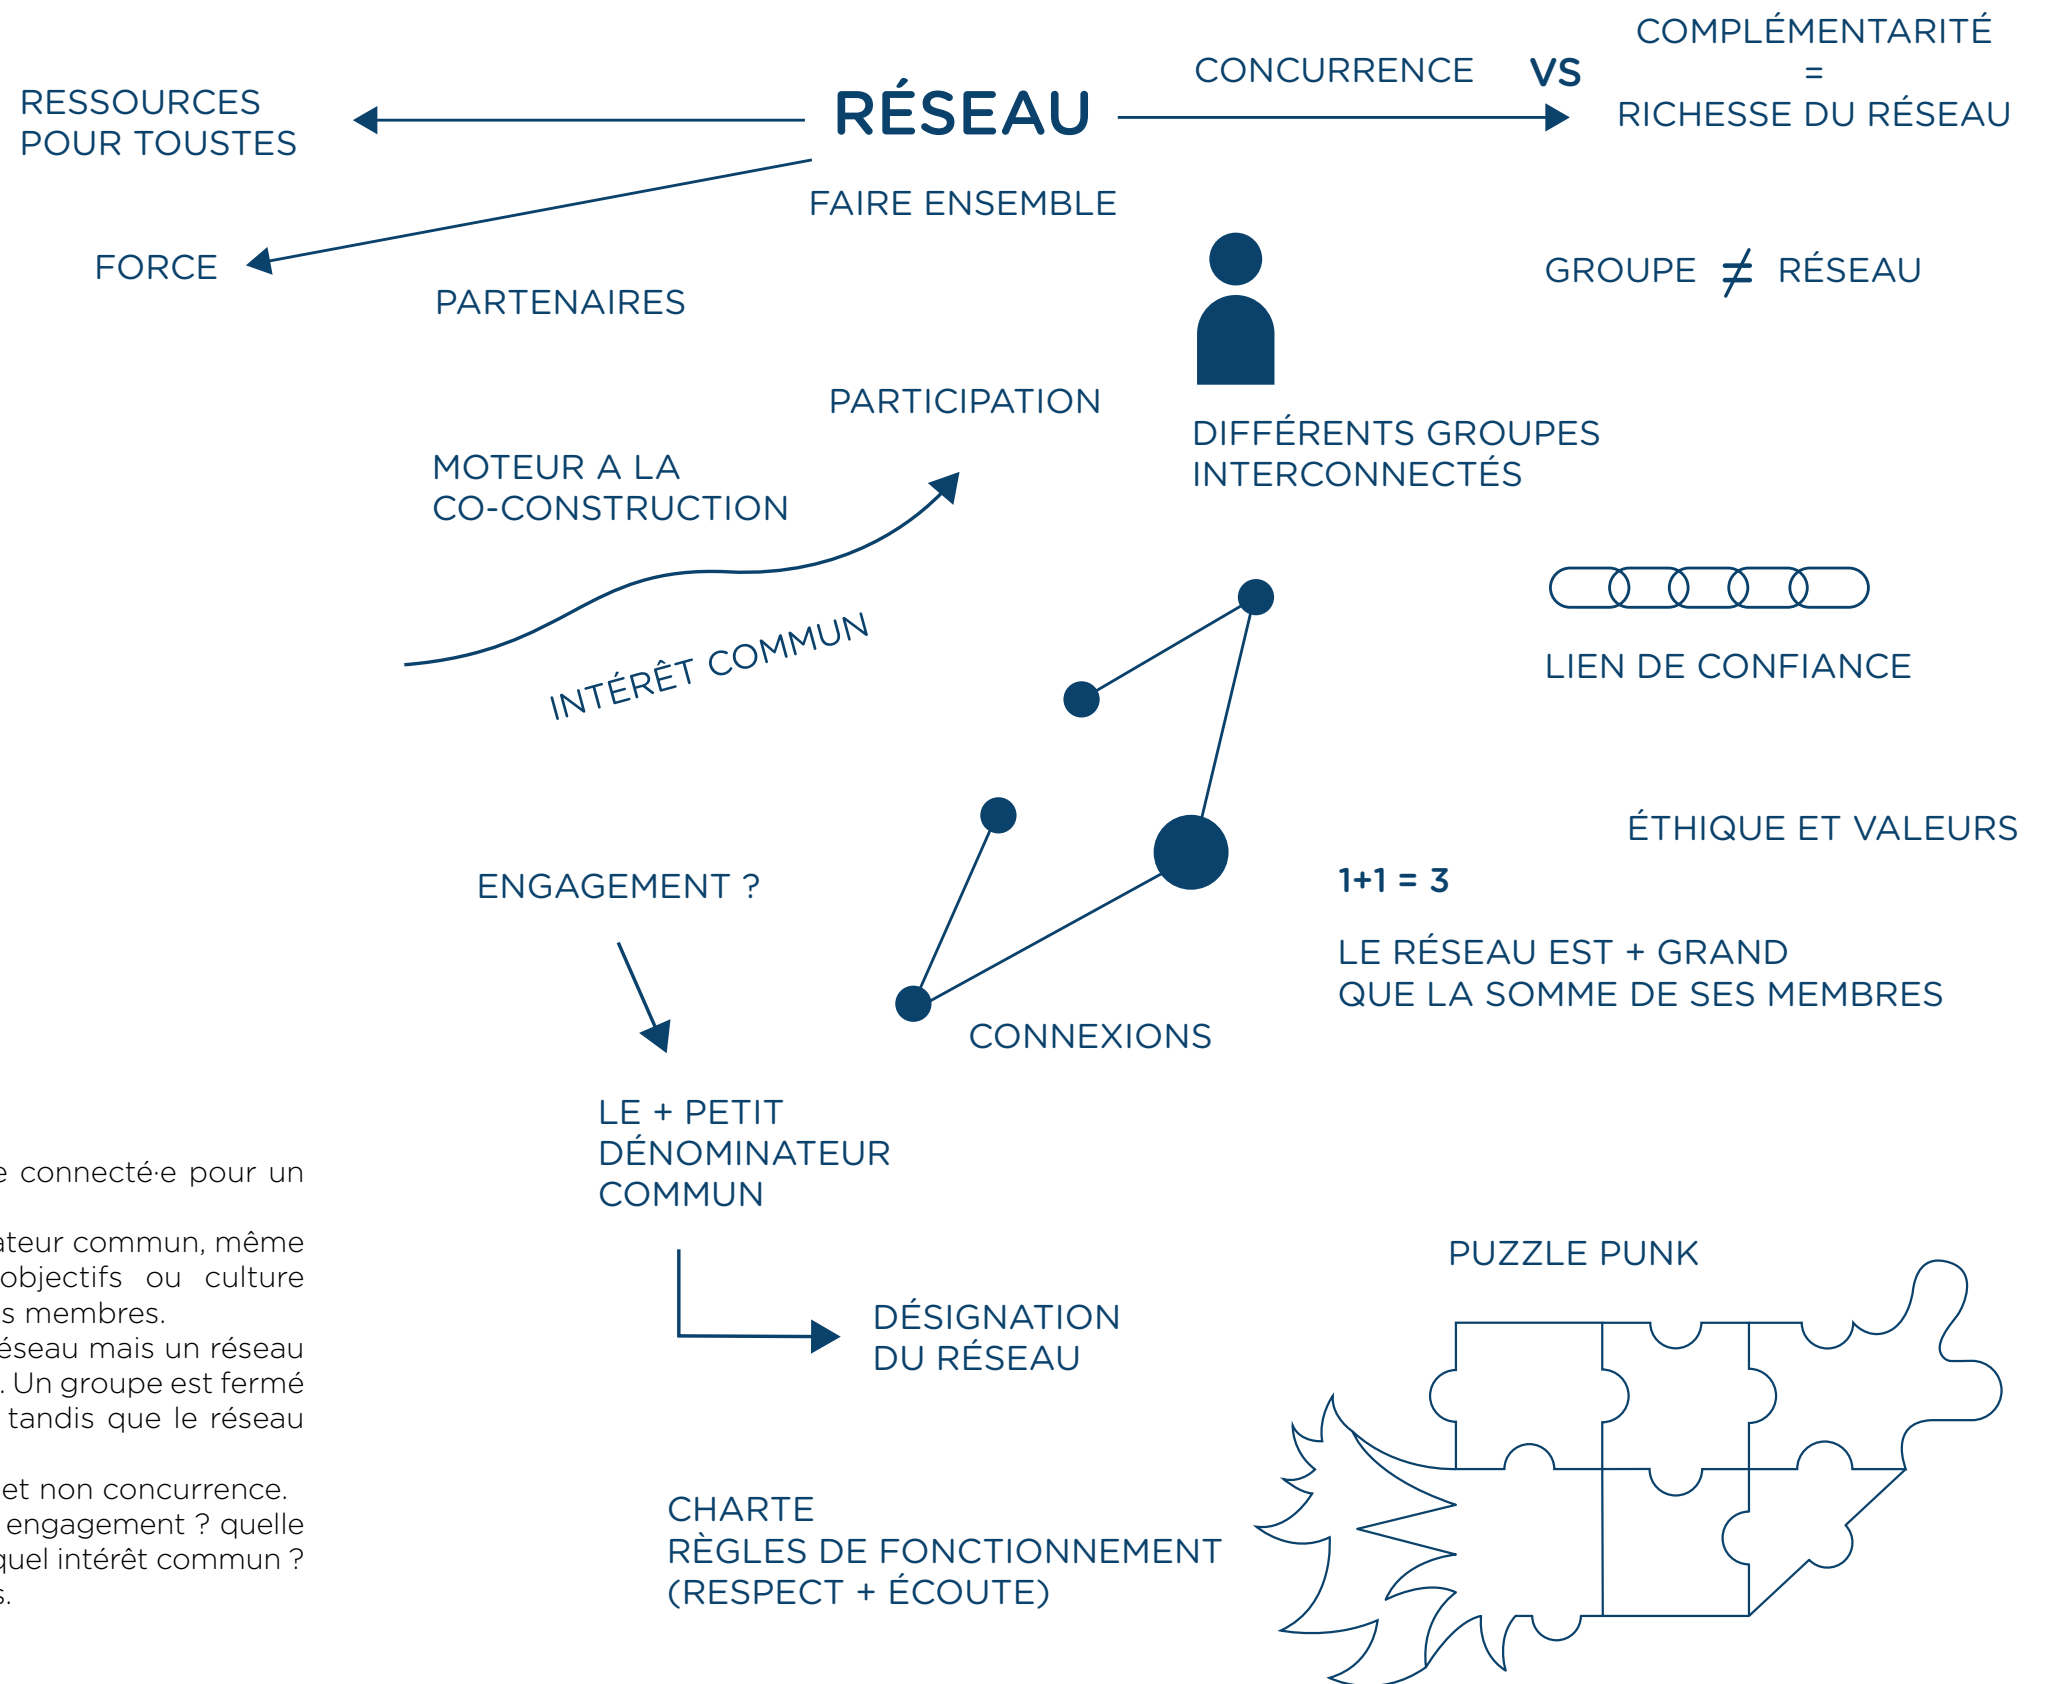 COMPLÉMENTARITÉ
=
RICHESSE DU RÉSEAU
CONCURRENCE VS
RÉSEAU
RESSOURCES
POUR TOUSTES
FAIRE ENSEMBLE
FORCE
GROUPE ≠ RÉSEAU
PARTENAIRES
PARTICIPATION
DIFFÉRENTS GROUPES
INTERCONNECTÉS
MOTEUR A LA
CO-CONSTRUCTION
INTÉRÊT COMMUN
LIEN DE CONFIANCE
ÉTHIQUE ET VALEURS
ENGAGEMENT ?
1+1 = 3
LE RÉSEAU EST + GRAND
QUE LA SOMME DE SES MEMBRES
CONNEXIONS
LE + PETIT
DÉNOMINATEUR
COMMUN
DÉSIGNATION
DU RÉSEAU
PUZZLE PUNK
CHARTE
RÈGLES DE FONCTIONNEMENT
(RESPECT + ÉCOUTE)
e connecté·e pour un
ateur commun, même
objectifs ou culture
s membres.
éseau mais un réseau
. Un groupe est fermé
tandis que le réseau
et non concurrence.
engagement ? quelle
quel intérêt commun ?
s.